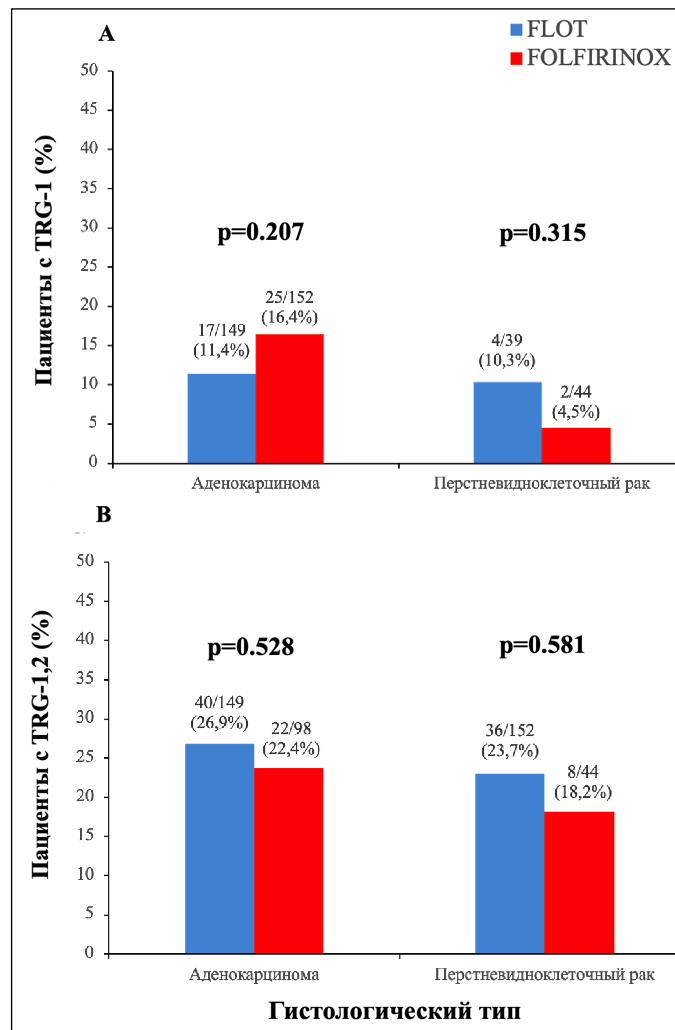 A
FLOT
FOLFIRINOX
Пациенты с TRG-1 (%)
50
45
40
35
30
25
20
15
10
5
0
p=0.207
p=0.315
17/149
(11,4%)
25/152
(16,4%)
4/39
(10,3%)
2/44
(4,5%)
Аденокарцинома
Перстневидноклеточный рак
B
Пациенты с TRG-1,2 (%)
50
45
40
35
30
25
20
15
10
5
0
p=0.528
p=0.581
40/149
(26,9%)
22/98
(22,4%)
36/152
(23,7%)
8/44
(18,2%)
Аденокарцинома
Перстневидноклеточный рак
Гистологический тип